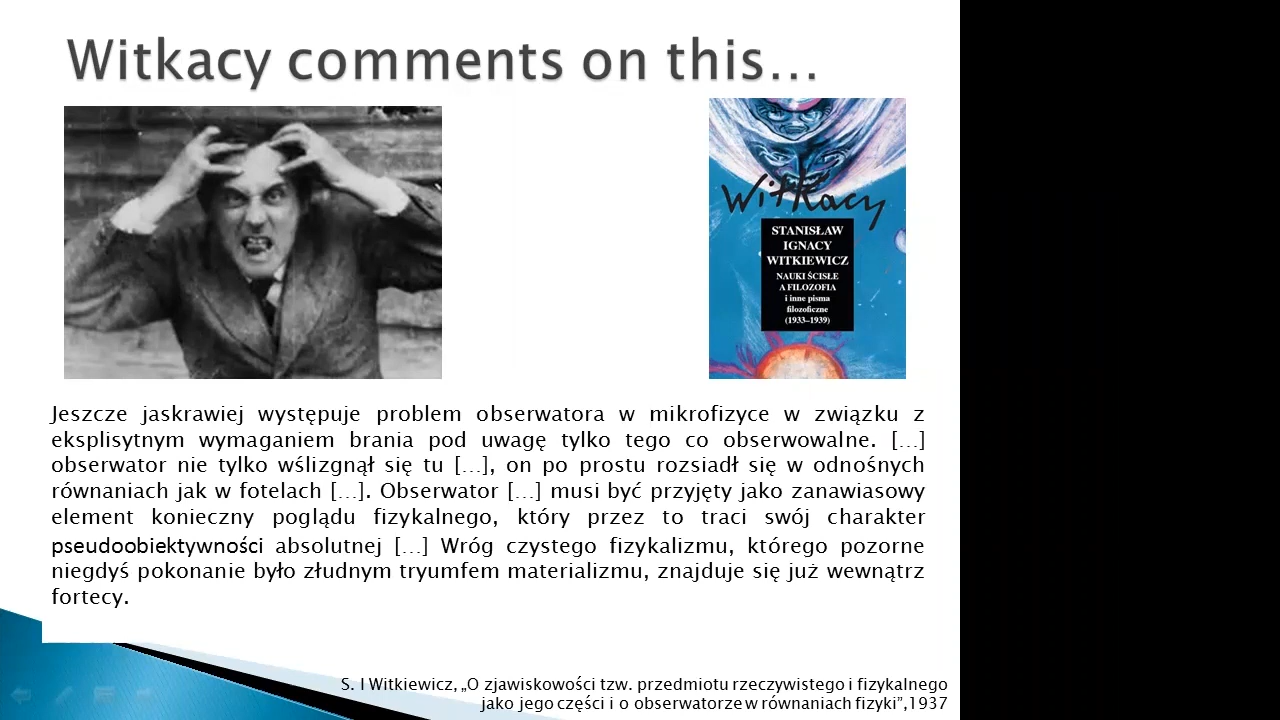 Witkacy comments on this...
Witkacy
STANISŁAW
IGNACY
WITKIEWICZ
NAUKI ŚCISŁE
A FILOZOFIA
i inne pisma
filozoficzne
(1933–1939)
Jeszcze jaskrawiej występuje problem obserwatora w mikrofizyce w związku z
eksplisytnym wymaganiem brania pod uwagę tylko tego co obserwowalne. [...]
obserwator nie tylko wślizgnął się tu [...], on po prostu rozsiadł się w odnośnych
równaniach jak w fotelach [...]. Obserwator [...] musi być przyjęty jako zanawiasowy
element konieczny poglądu fizykalnego, który przez to traci swój charakter
pseudoobiektywności absolutnej [...] Wróg czystego fizykalizmu, którego pozorne
niegdyś pokonanie było złudnym tryumfem materializmu, znajduje się już wewnątrz
fortecy.
S. I Witkiewicz, „O zjawiskowości tzw. przedmiotu rzeczywistego i fizykalnego
jako jego części i o obserwatorze w równaniach fizyki”,1937